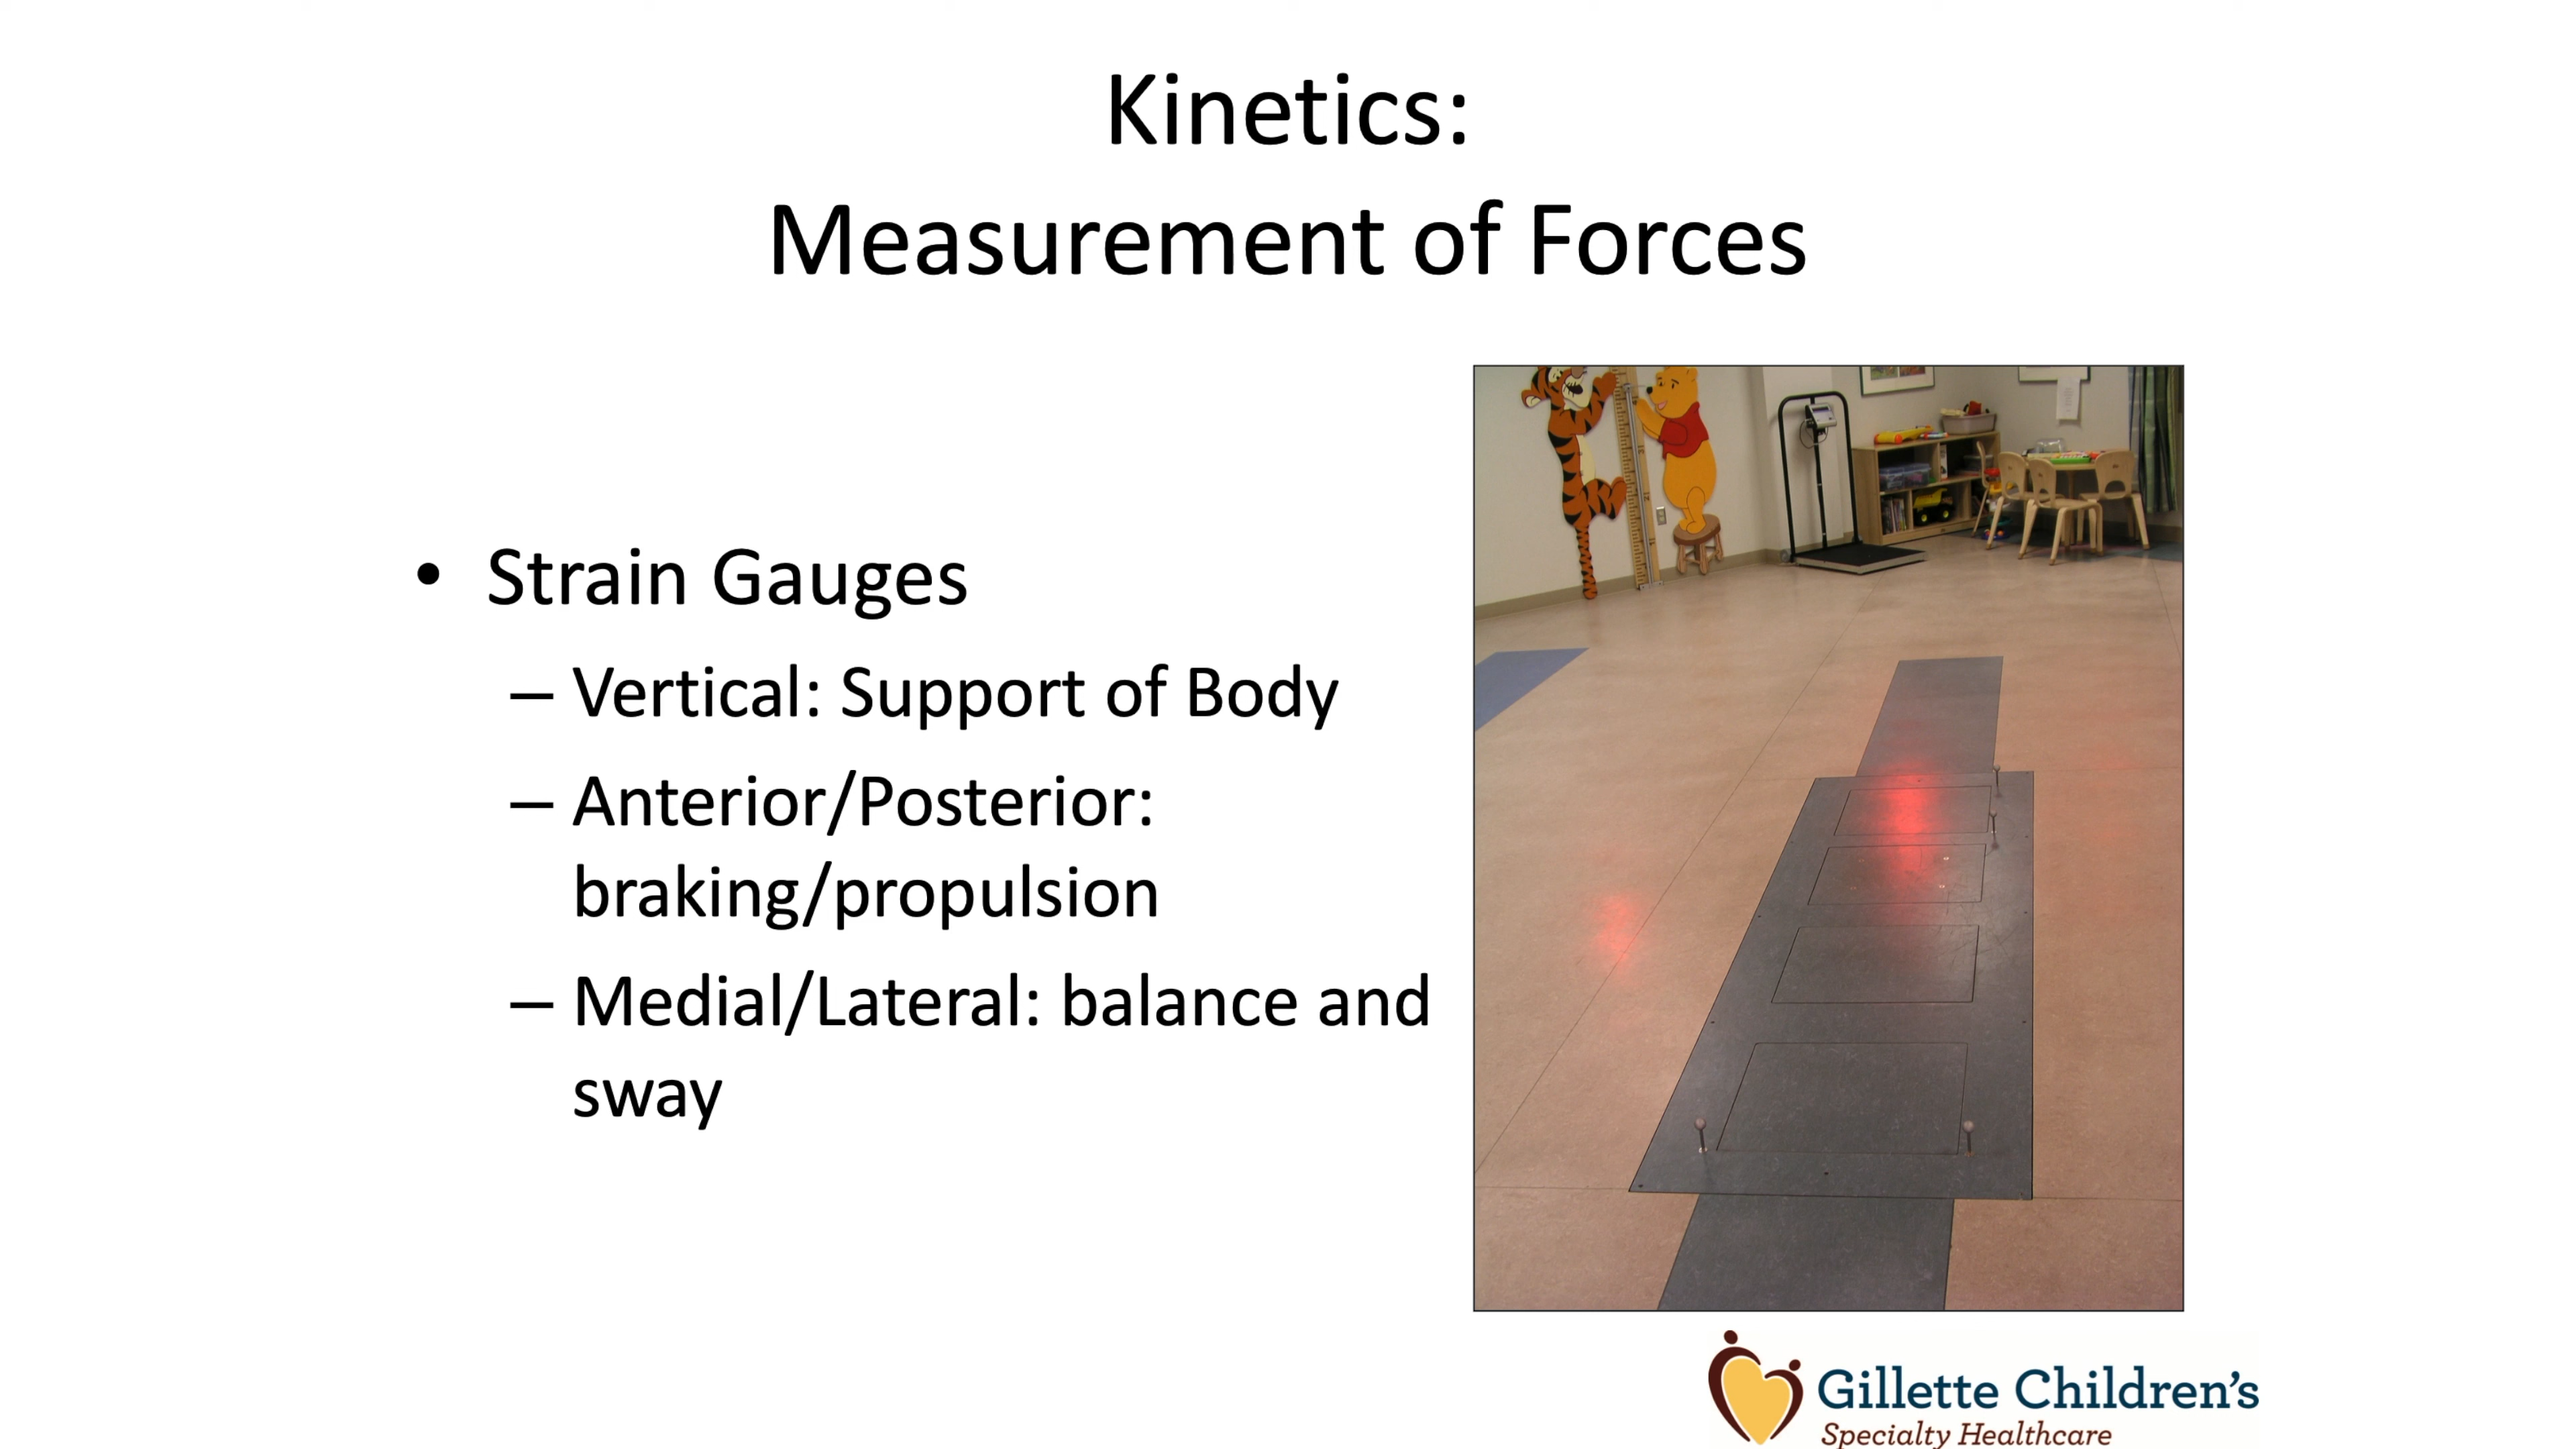 Kinetics:
Measurement of Forces
• Strain Gauges
– Vertical: Support of Body
– Anterior/Posterior:
braking/propulsion
– Medial/Lateral: balance and
sway
Gillette Children's
Specialty Healthcare